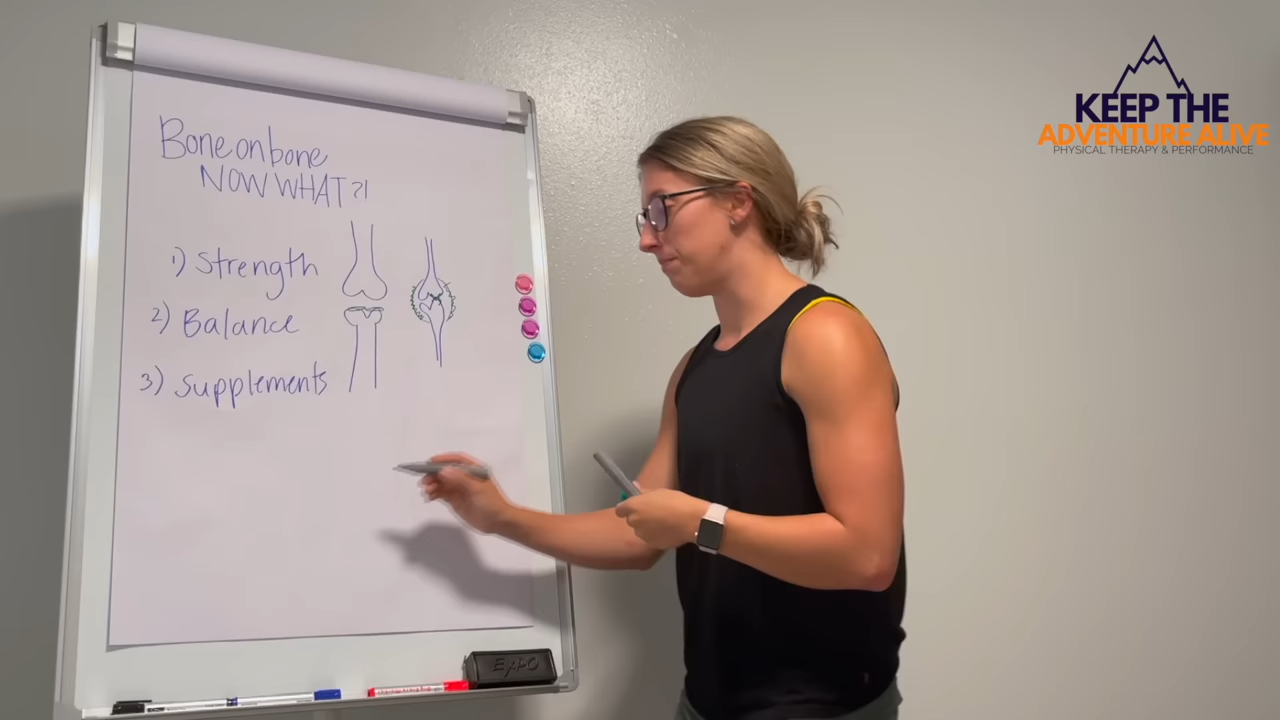 Bone on bone
NOW WHAT?!
1) Strength
2) Balance
3) Supplements
KEEP THE
ADVENTURE ALIVE
PHYSICAL THERAPY & PERFORMANCE
EXPO